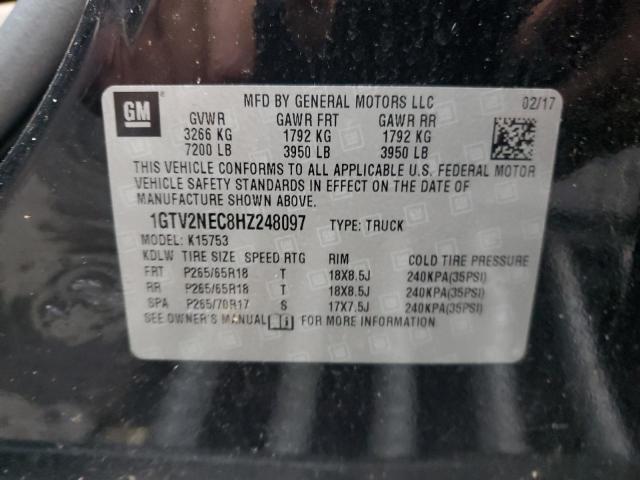 GM
MFD BY GENERAL MOTORS LLC 02/17
GVWR GAWR FRT GAWR RR
3266 KG 1792 KG 1792 KG
7200 LB 3950 LB 3950 LB
THIS VEHICLE CONFORMS TO ALL APPLICABLE U.S. FEDERAL MOTOR
VEHICLE SAFETY STANDARDS IN EFFECT ON THE DATE OF
MANUFACTURE SHOWN ABOVE.
1GTV2NEC8HZ248097 TYPE: TRUCK
MODEL: K15753
KDLW TIRE SIZE SPEED RTG RIM COLD TIRE PRESSURE
FRT P265/65R18 T 18X8.5J 240KPA(35PSI)
RR P265/65R18 T 18X8.5J 240KPA(35PSI)
SPA P265/70R17 S 17X7.5J 240KPA(35PSI)
SEE OWNER'S MANUAL FOR MORE INFORMATION